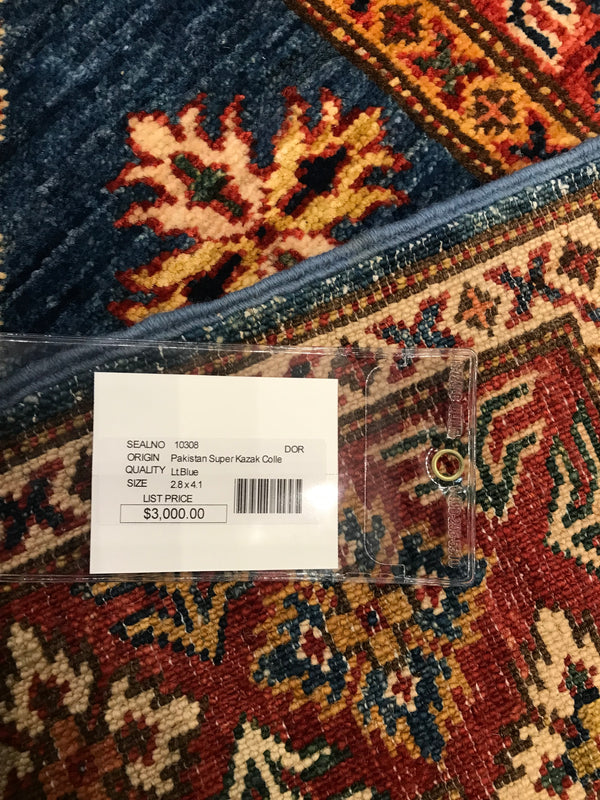 SEALNO 10308 DOR
ORIGIN Pakistan Super Kazak Colle
QUALITY Lt.Blue
SIZE 2.8 x 4.1
LIST PRICE
$3,000.00